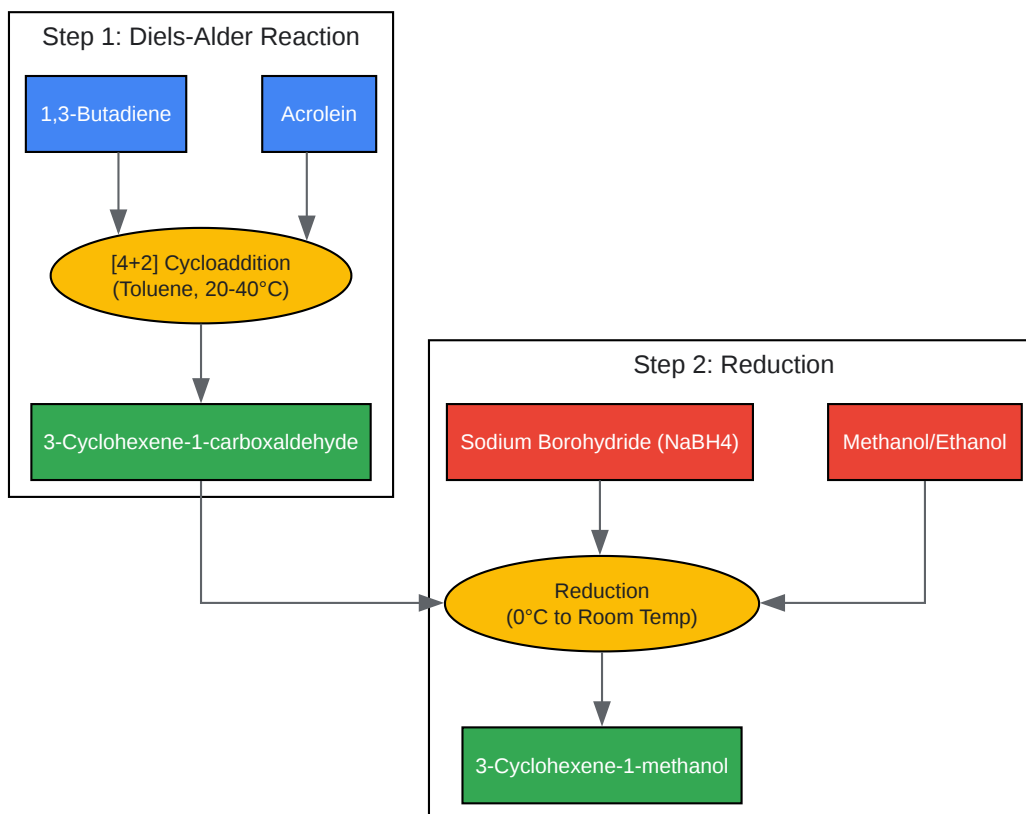 Step 1: Diels-Alder Reaction
1,3-Butadiene
Acrolein
[4+2] Cycloaddition
(Toluene, 20-40°C)
3-Cyclohexene-1-carboxaldehyde
Step 2: Reduction
Sodium Borohydride (NaBH4)
Methanol/Ethanol
Reduction
(0°C to Room Temp)
3-Cyclohexene-1-methanol